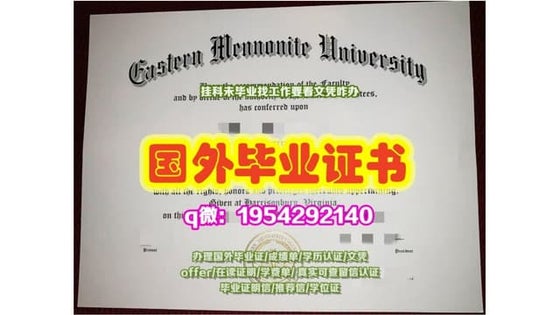 Eastern Mennonite University
挂科未毕业找工作要看文凭咋办
has conferred upon
国外毕业证书
Given at Harrisonburg, Virginia
q微：1954292140
President
办理国外毕业证/成绩单/学历认证/文凭
offer/在读证明/学费单/真实可查留信认证
毕业证明信/推荐信/学位证